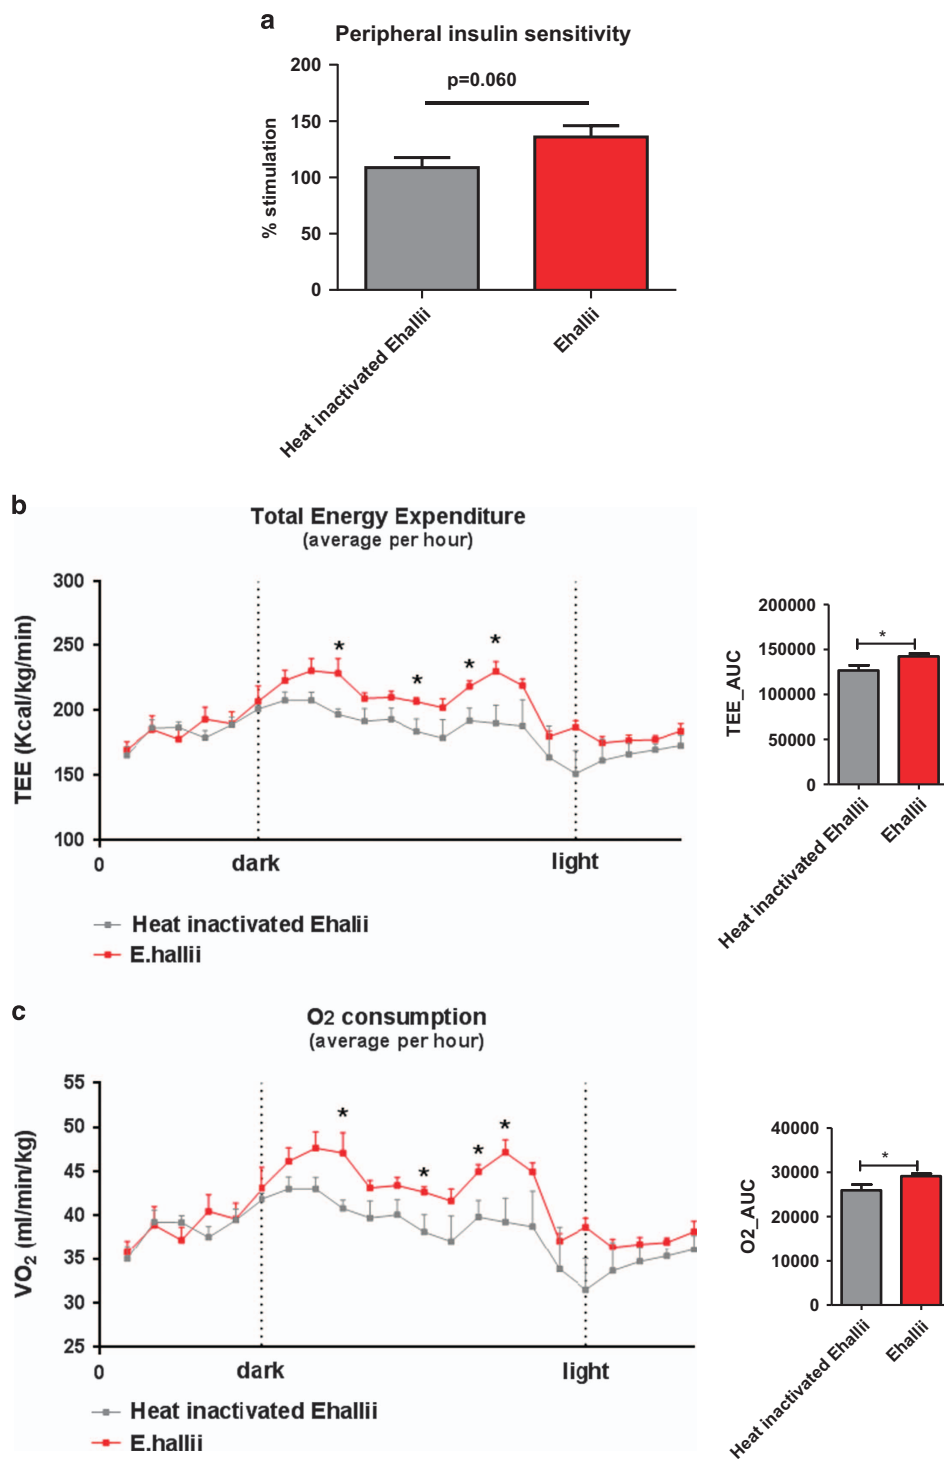 a
Peripheral insulin sensitivity
200
150
100
50
0
% stimulation
p=0.060
Heat inactivated Ehallii
Ehallii
b
Total Energy Expenditure
(average per hour)
300
250
200
150
100
TEE (Kcal/kg/min)
*
*
*
*
0
dark
light
Heat inactivated Ehalii
E.hallii
200000
150000
100000
50000
0
TEE_AUC
*
Heat inactivated Ehallii
Ehallii
c
O2 consumption
(average per hour)
55
50
45
40
35
30
25
VO2 (ml/min/kg)
*
*
*
*
0
dark
light
Heat inactivated Ehallii
E.hallii
40000
30000
20000
10000
0
O2_AUC
*
Heat inactivated Ehallii
Ehallii